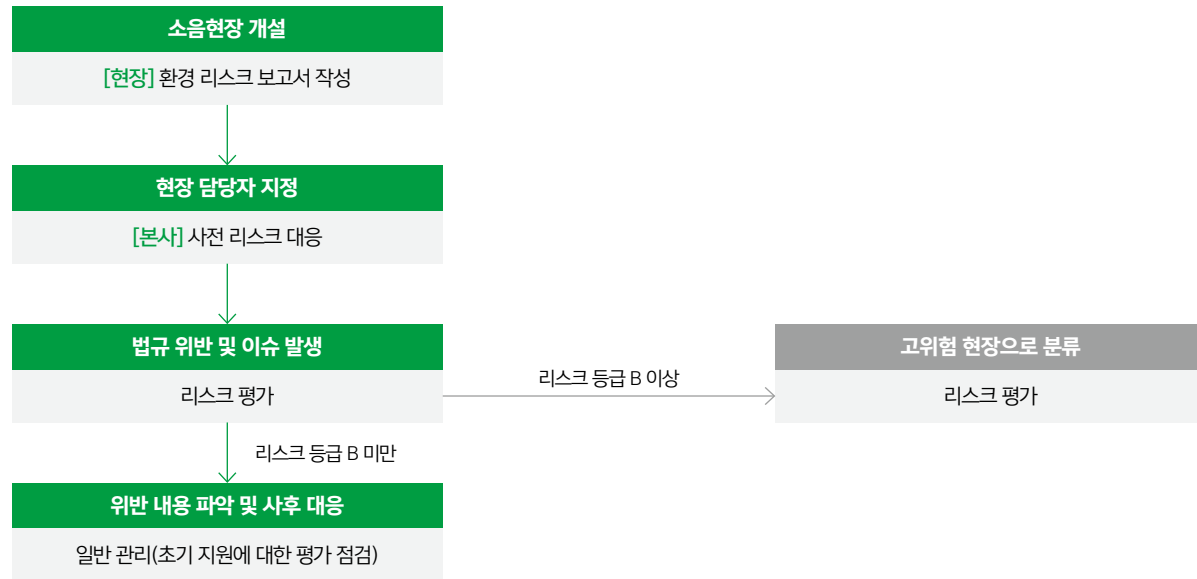 소음현장 개설
[현장] 환경 리스크 보고서 작성
현장 담당자 지정
[본사] 사전 리스크 대응
법규 위반 및 이슈 발생
리스크 평가
리스크 등급 B 이상
고위험 현장으로 분류
리스크 평가
리스크 등급 B 미만
위반 내용 파악 및 사후 대응
일반 관리(초기 지원에 대한 평가 점검)